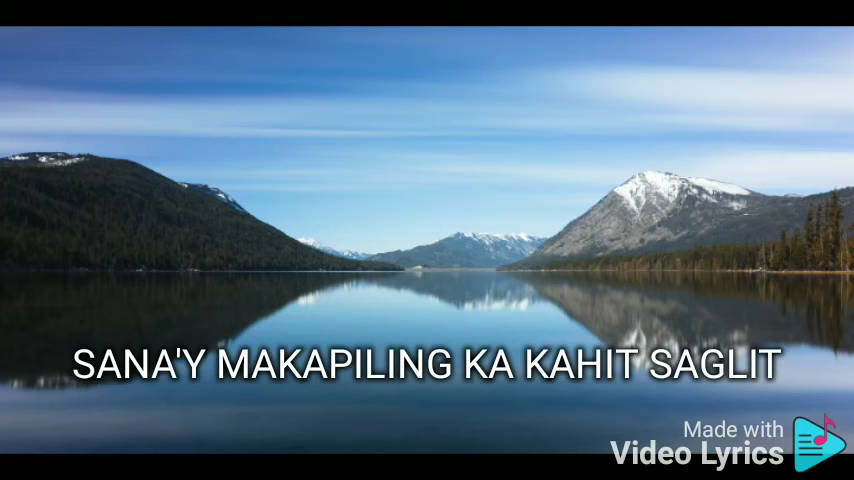 SANA'Y MAKAPILING KA KAHIT SAGLIT
Made with
Video Lyrics